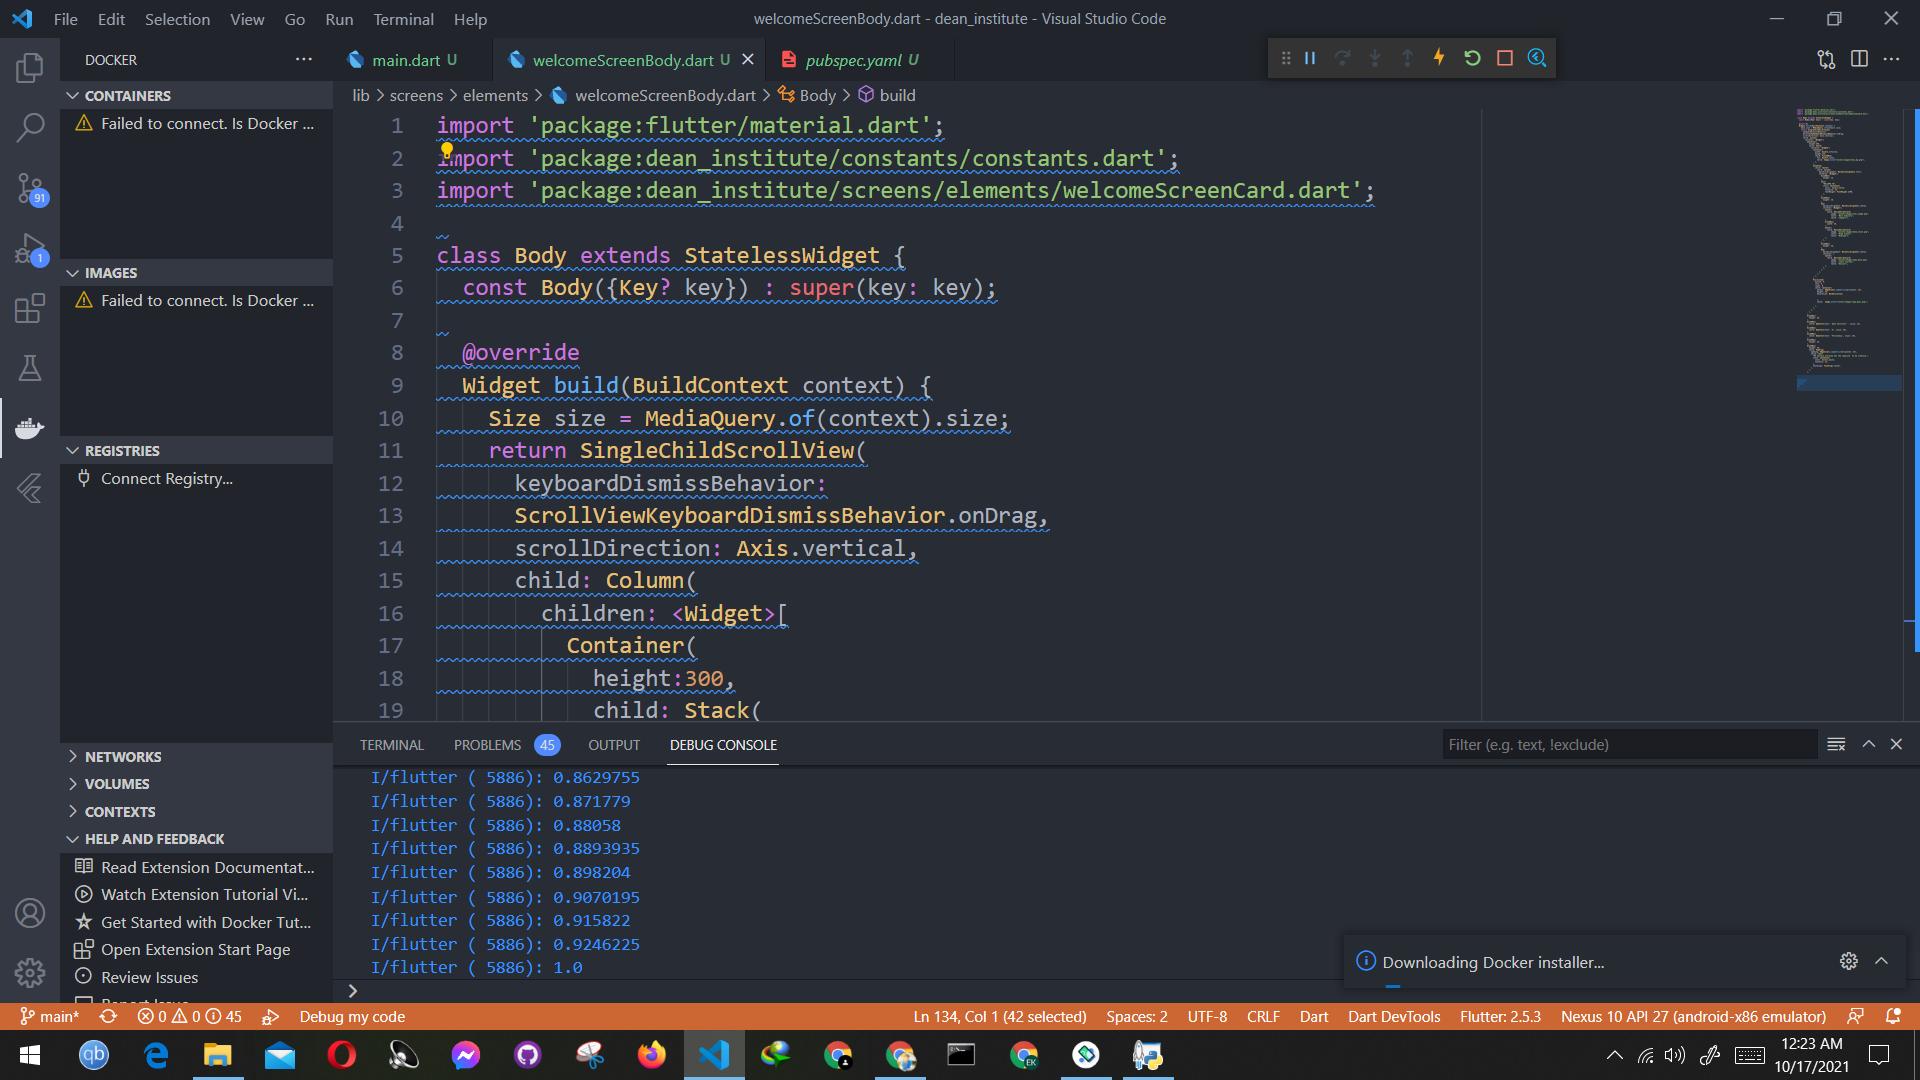 File Edit Selection View Go Run Terminal Help
welcomeScreenBody.dart - dean_institute - Visual Studio Code
DOCKER
main.dart U
welcomeScreenBody.dart U
pubspec.yaml U
CONTAINERS
Failed to connect. Is Docker ...
IMAGES
Failed to connect. Is Docker ...
REGISTRIES
Connect Registry...
NETWORKS
VOLUMES
CONTEXTS
HELP AND FEEDBACK
Read Extension Documentat...
Watch Extension Tutorial Vi...
Get Started with Docker Tut...
Open Extension Start Page
Review Issues
Report Issue
91
1
lib > screens > elements > welcomeScreenBody.dart > Body > build
1 import 'package:flutter/material.dart';
2 import 'package:dean_institute/constants/constants.dart';
3 import 'package:dean_institute/screens/elements/welcomeScreenCard.dart';
4
5 class Body extends StatelessWidget {
6 const Body({Key? key}) : super(key: key);
7
8 @override
9 Widget build(BuildContext context) {
10 Size size = MediaQuery.of(context).size;
11 return SingleChildScrollView(
12 keyboardDismissBehavior:
13 ScrollViewKeyboardDismissBehavior.onDrag,
14 scrollDirection: Axis.vertical,
15 child: Column(
16 children: <Widget>[
17 Container(
18 height:300,
19 child: Stack(
TERMINAL PROBLEMS 45 OUTPUT DEBUG CONSOLE
Filter (e.g. text, !exclude)
I/flutter ( 5886): 0.8629755
I/flutter ( 5886): 0.871779
I/flutter ( 5886): 0.88058
I/flutter ( 5886): 0.8893935
I/flutter ( 5886): 0.898204
I/flutter ( 5886): 0.9070195
I/flutter ( 5886): 0.915822
I/flutter ( 5886): 0.9246225
I/flutter ( 5886): 1.0
Downloading Docker installer...
main* 0 0 45 Debug my code
Ln 134, Col 1 (42 selected) Spaces: 2 UTF-8 CRLF Dart Dart DevTools Flutter: 2.5.3 Nexus 10 API 27 (android-x86 emulator)
qb
EK
12:23 AM
10/17/2021